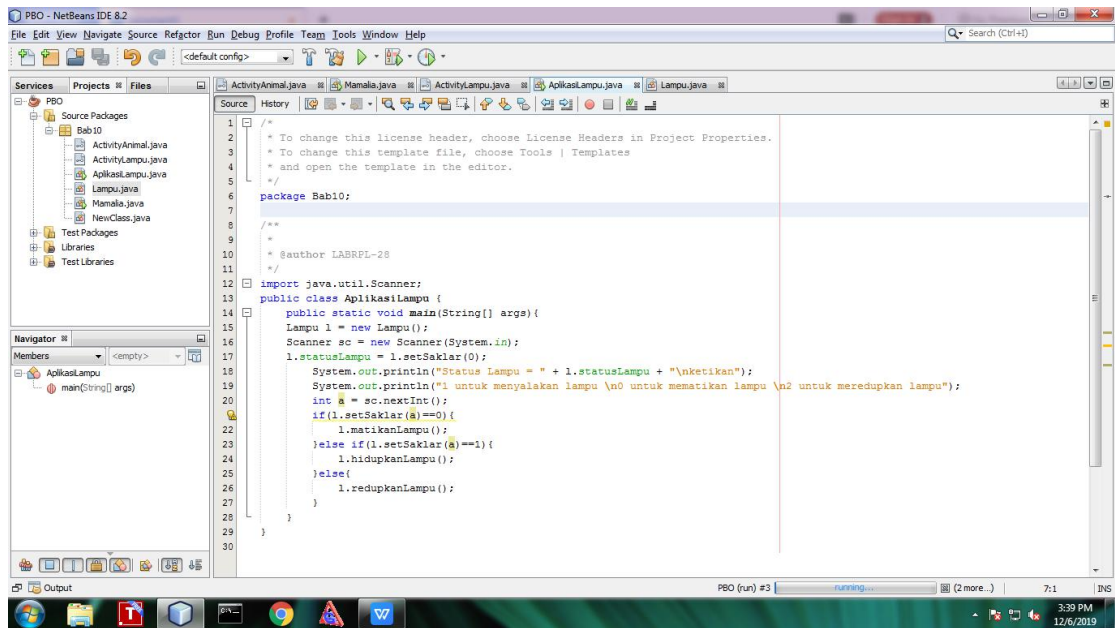 PBO - NetBeans IDE 8.2
File Edit View Navigate Source Refactor Run Debug Profile Team Tools Window Help
Search (Ctrl+I)
<default config>
Services Projects Files
ActivityAnimal.java Mamalia.java ActivityLampu.java AplikasiLampu.java Lampu.java
Source History
PBO
Source Packages
Bab10
ActivityAnimal.java
ActivityLampu.java
AplikasiLampu.java
Lampu.java
Mamalia.java
NewClass.java
Test Packages
Libraries
Test Libraries
Navigator
Members <empty>
AplikasiLampu
main(String[] args)
1 /*
2 * To change this license header, choose License Headers in Project Properties.
3 * To change this template file, choose Tools | Templates
4 * and open the template in the editor.
5 */
6 package Bab10;
7
8 /**
9 *
10 * @author LABRPL-28
11 */
12 import java.util.Scanner;
13 public class AplikasiLampu {
14 public static void main(String[] args){
15 Lampu l = new Lampu();
16 Scanner sc = new Scanner(System.in);
17 l.statusLampu = l.setSaklar(0);
18 System.out.println("Status Lampu = " + l.statusLampu + "\nketikan");
19 System.out.println("1 untuk menyalakan lampu \n0 untuk mematikan lampu \n2 untuk meredupkan lampu");
20 int a = sc.nextInt();
if(l.setSaklar(a)==0){
22 l.matikanLampu();
23 }else if(l.setSaklar(a)==1){
24 l.hidupkanLampu();
25 }else{
26 l.redupkanLampu();
27 }
28 }
29 }
30
Output
PBO (run) #3 running... (2 more...) 7:1 INS
3:39 PM
12/6/2019